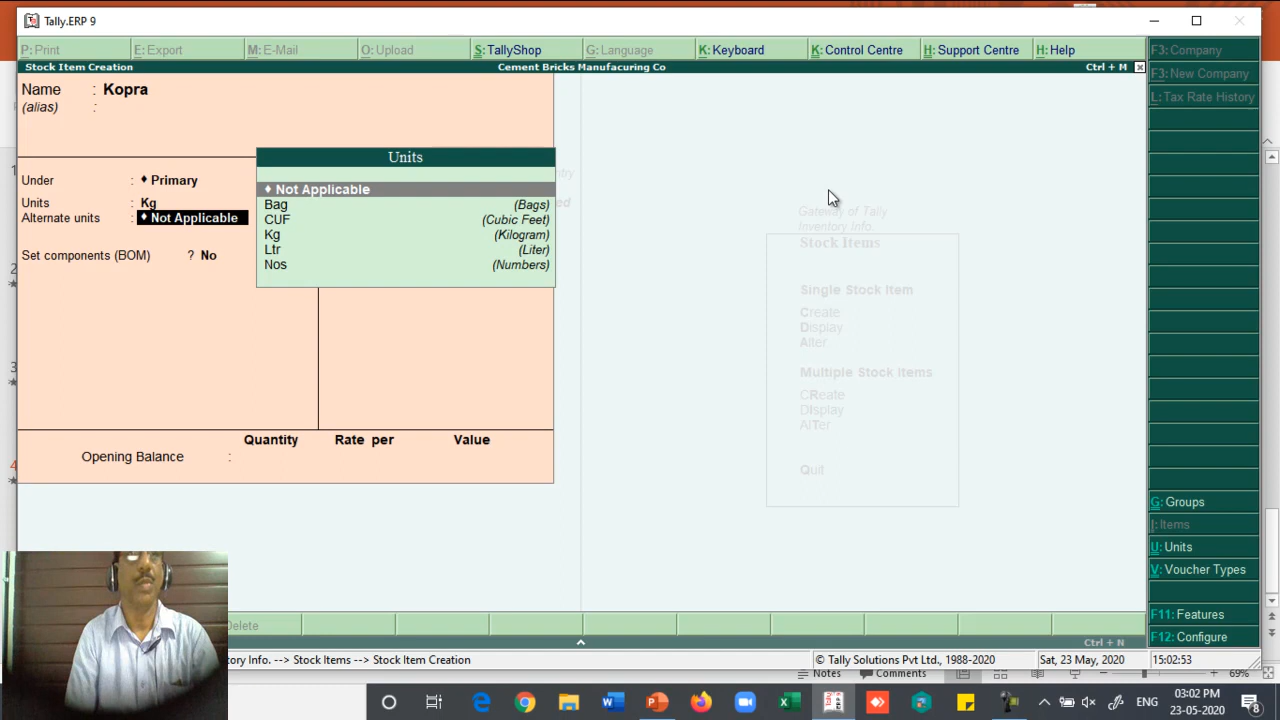 Tally.ERP 9
P: Print
E: Export
M: E-Mail
O: Upload
S: TallyShop
G: Language
K: Keyboard
K: Control Centre
H: Support Centre
H: Help
Stock Item Creation
Cement Bricks Manufacuring Co
Ctrl + M
Name : Kopra
(alias) :
Under : ♦ Primary
Units : Kg
Alternate units : ♦ Not Applicable
Set components (BOM) ? No
Units
♦ Not Applicable
Bag (Bags)
CUF (Cubic Feet)
Kg (Kilogram)
Ltr (Liter)
Nos (Numbers)
Quantity Rate per Value
Opening Balance :
Gateway of Tally
Inventory Info.
Stock Items
Single Stock Item
Create
Display
Alter
Multiple Stock Items
CReate
DIsplay
AlTer
Quit
F3: Company
F3: New Company
L: Tax Rate History
G: Groups
I: Items
U: Units
V: Voucher Types
F11: Features
F12: Configure
1
2
3
4
Delete
Ctrl + N
tory Info. --> Stock Items --> Stock Item Creation
© Tally Solutions Pvt Ltd., 1988-2020
Sat, 23 May, 2020
15:02:53
Notes
Comments
69%
ENG
03:02 PM
23-05-2020
8